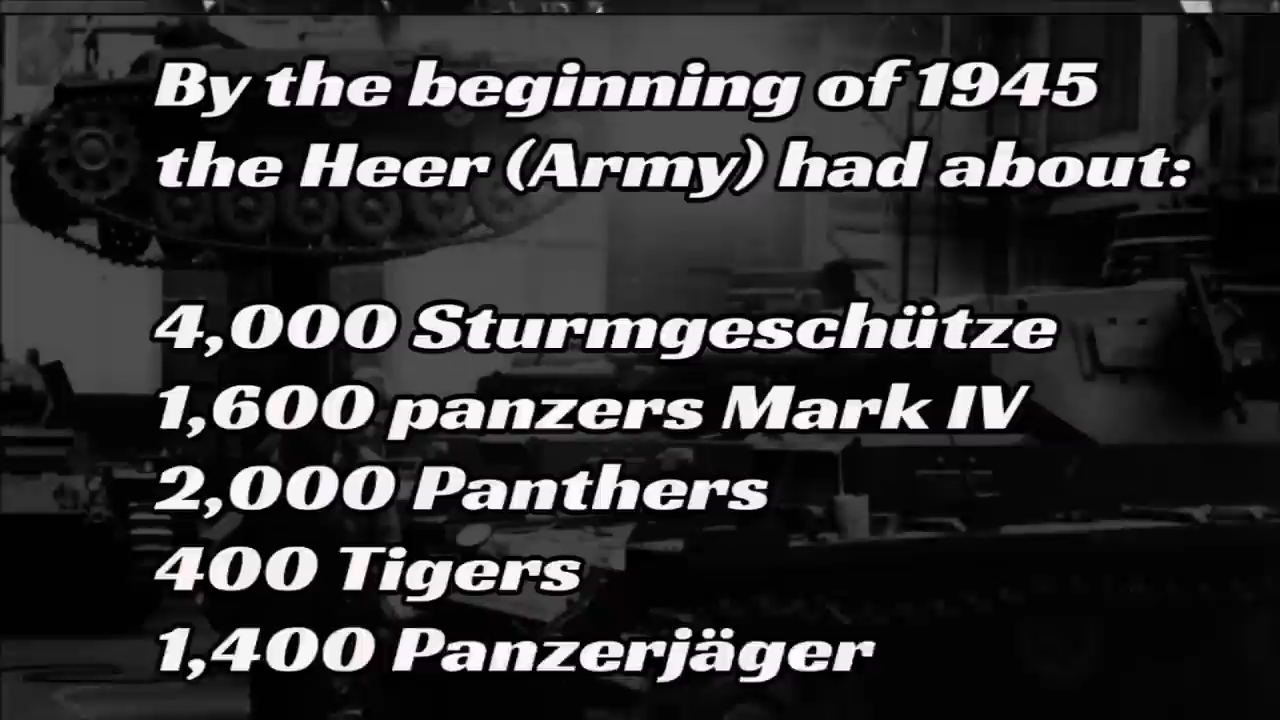 By the beginning of 1945
the Heer (Army) had about:
4,000 Sturmgeschütze
1,600 panzers Mark IV
2,000 Panthers
400 Tigers
1,400 Panzerjäger